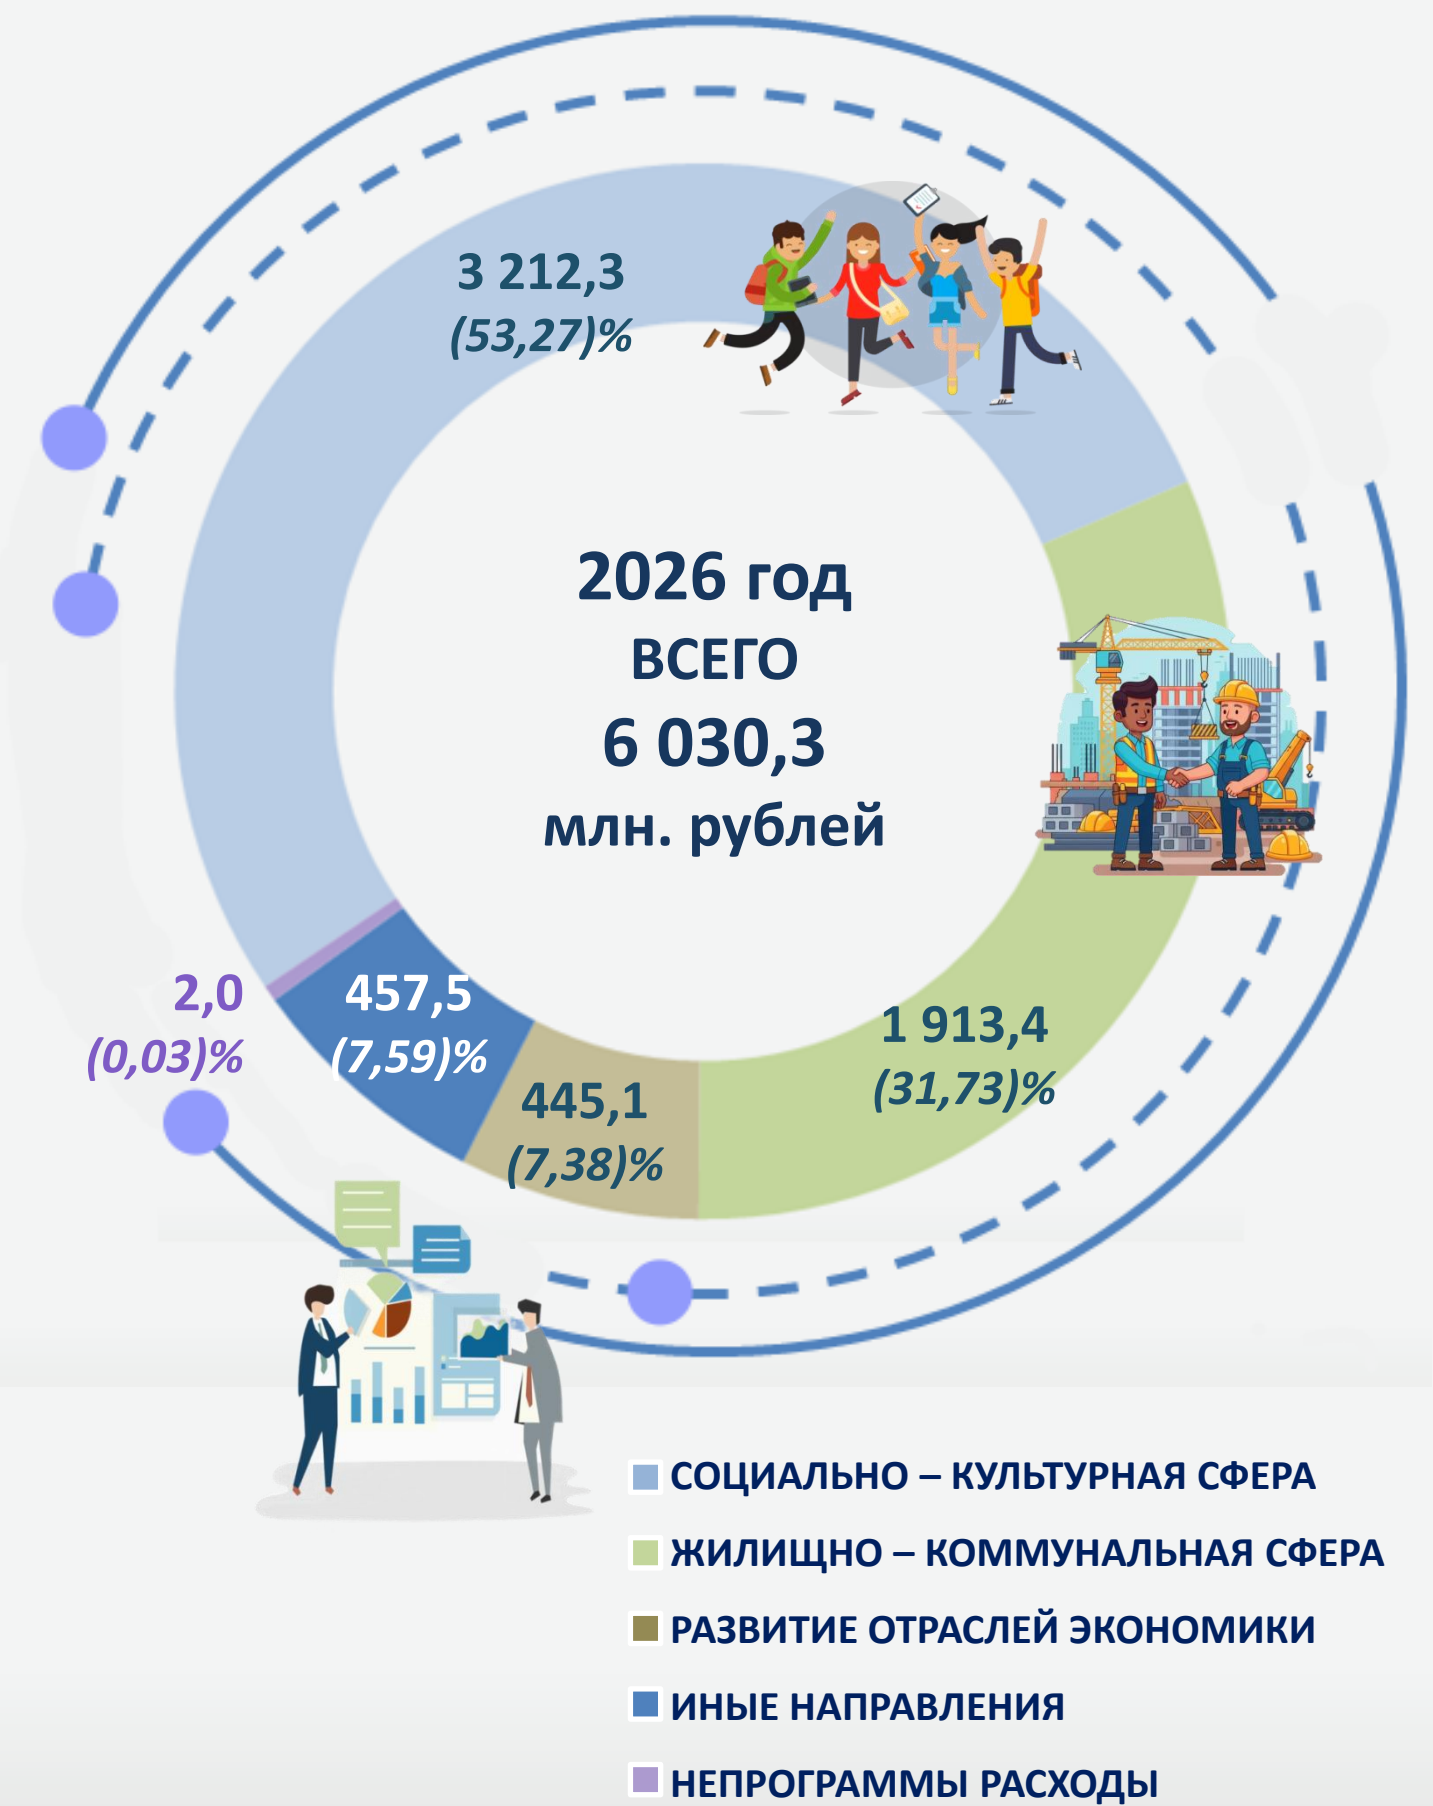 3 212,3
(53,27)%
2026 год
ВСЕГО
6 030,3
млн. рублей
2,0
(0,03)%
457,5
(7,59)%
445,1
(7,38)%
1 913,4
(31,73)%
СОЦИАЛЬНО – КУЛЬТУРНАЯ СФЕРА
ЖИЛИЩНО – КОММУНАЛЬНАЯ СФЕРА
РАЗВИТИЕ ОТРАСЛЕЙ ЭКОНОМИКИ
ИНЫЕ НАПРАВЛЕНИЯ
НЕПРОГРАММЫ РАСХОДЫ